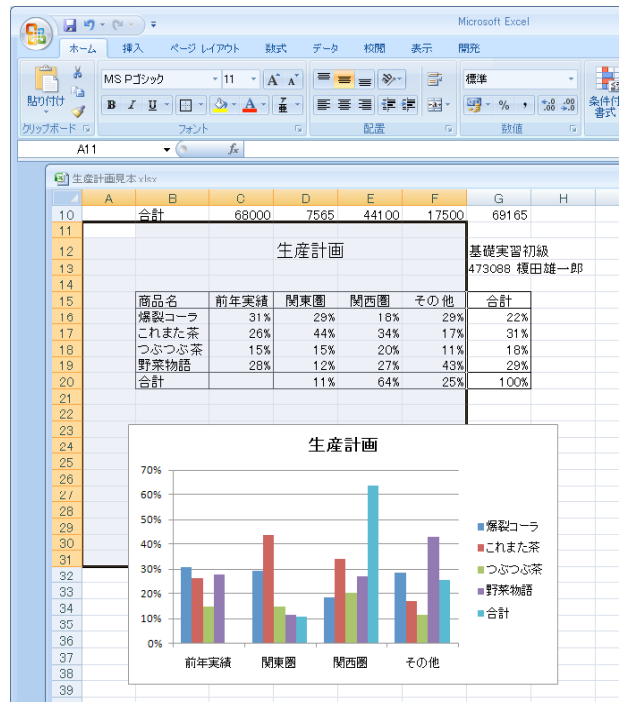 Microsoft Excel
ホーム 挿入 ページ レイアウト 数式 データ 校閲 表示 開発
MS Pゴシック 11 A A 標準
貼り付け B I U A % , 条件付
書式
クリップボード フォント 配置 数値
A11 fx
生産計画見本.xlsx
A B C D E F G H
10 合計 68000 7565 44100 17500 69165
11
12 生産計画 基礎実習初級
13 473088 榎田雄一郎
14
15 商品名 前年実績 関東圏 関西圏 その他 合計
16 爆裂コーラ 31% 29% 18% 29% 22%
17 これまた茶 26% 44% 34% 17% 31%
18 つぶつぶ茶 15% 15% 20% 11% 18%
19 野菜物語 28% 12% 27% 43% 29%
20 合計 11% 64% 25% 100%
21
22
23
24 生産計画
25 70%
26 60%
27 50%
28 40%
29 30%
30 20%
31 10%
32 0%
33 前年実績 関東圏 関西圏 その他
34 爆裂コーラ
35 これまた茶
36 つぶつぶ茶
37 野菜物語
38 合計
39